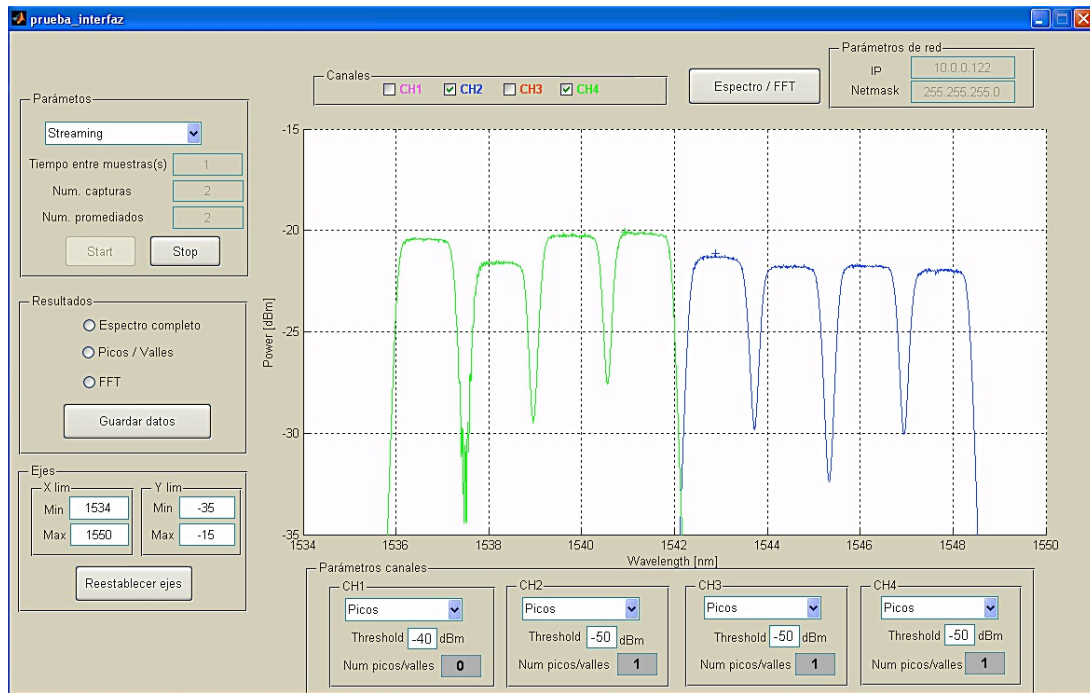 prueba_interfaz
Parámetros de red
IP 10.0.0.122
Netmask 255.255.255.0
Canales
CH1 CH2 CH3 CH4
Espectro / FFT
Parámetos
Streaming
Tiempo entre muestras(s) 1
Num. capturas 2
Num. promediados 2
Start Stop
Resultados
Espectro completo
Picos / Valles
FFT
Guardar datos
Ejes
X lim Y lim
Min 1534 Min -35
Max 1550 Max -15
Reestablecer ejes
-15
-20
-25
-30
-35
Power [dBm]
1534 1536 1538 1540 1542 1544 1546 1548 1550
Wavelength [nm]
Parámetros canales
CH1 CH2 CH3 CH4
Picos Picos Picos Picos
Threshold -40 dBm Threshold -50 dBm Threshold -50 dBm Threshold -50 dBm
Num picos/valles 0 Num picos/valles 1 Num picos/valles 1 Num picos/valles 1